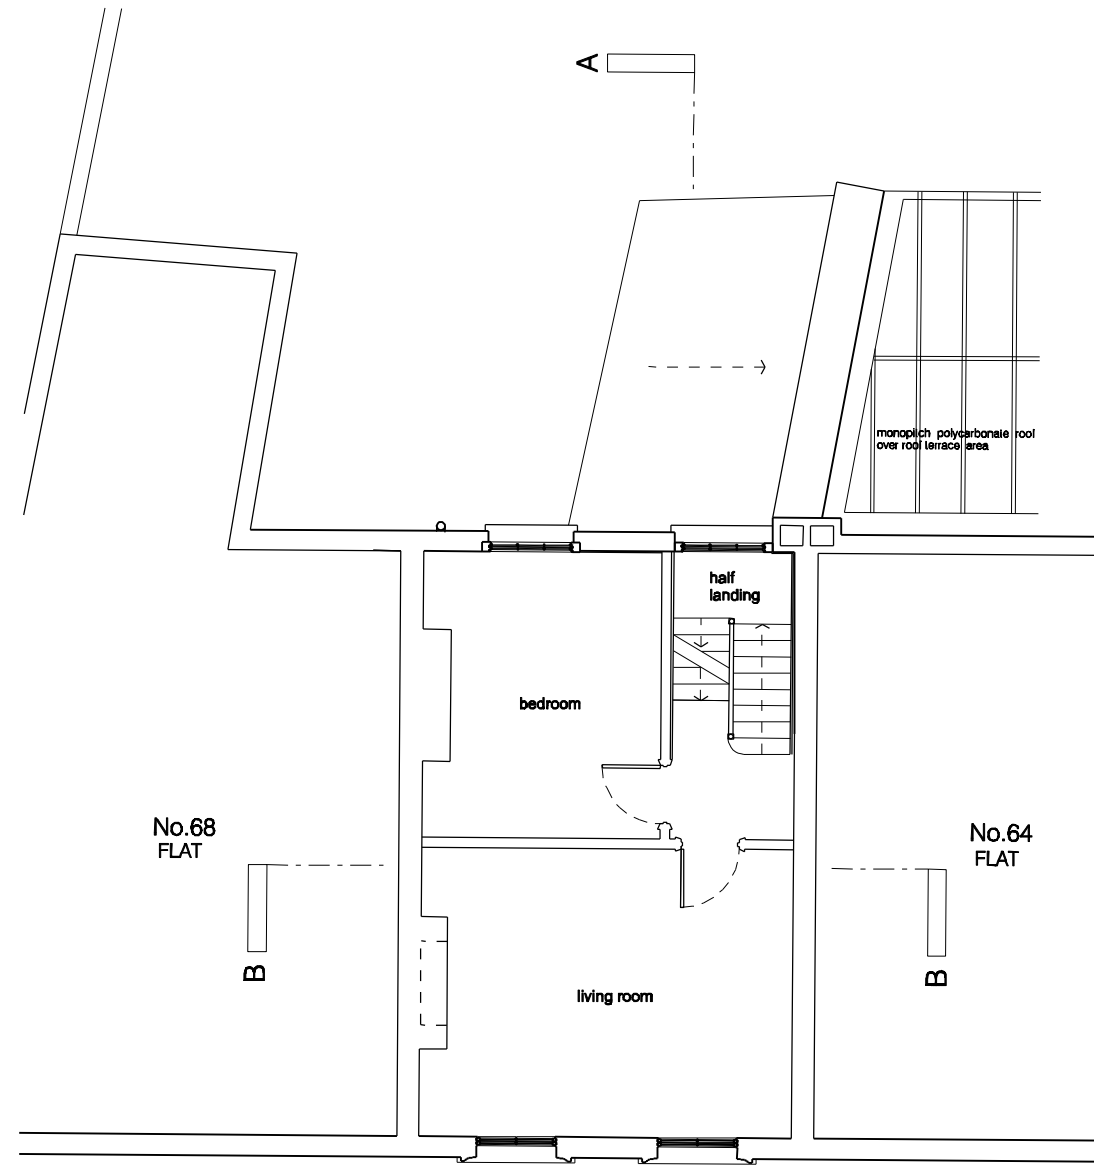 A
monopitch polycarbonate roof
over roof terrace area
half
landing
bedroom
No.68
FLAT
No.64
FLAT
B
B
living room